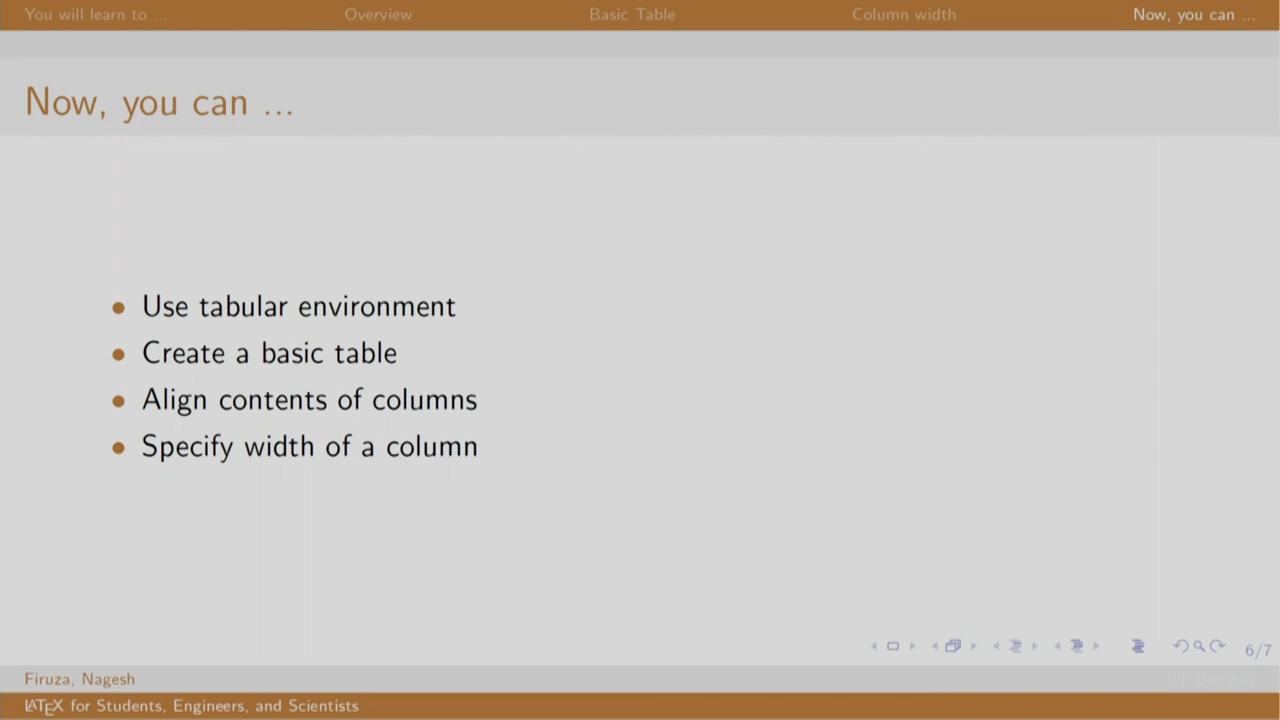 You will learn to ... Overview Basic Table Column width Now, you can ...
Now, you can ...
• Use tabular environment
• Create a basic table
• Align contents of columns
• Specify width of a column
6/7
Firuza, Nagesh
LATEX for Students, Engineers, and Scientists